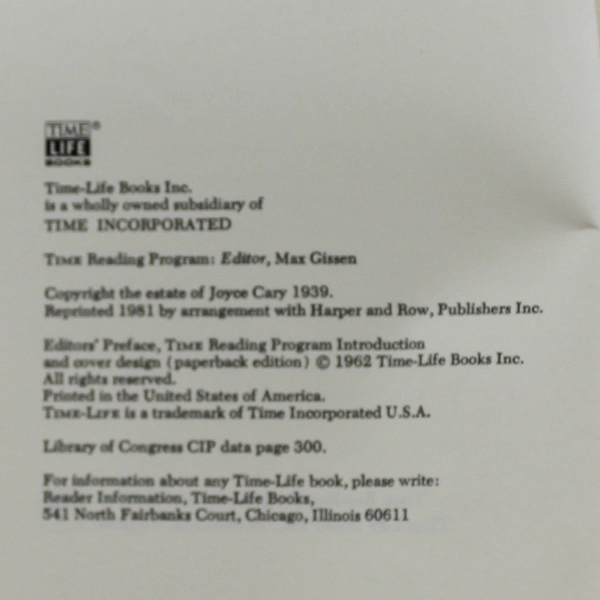 TIME®
LIFE
BOOKS
Time-Life Books Inc.
is a wholly owned subsidiary of
TIME INCORPORATED
TIME Reading Program: Editor, Max Gissen
Copyright the estate of Joyce Cary 1939.
Reprinted 1981 by arrangement with Harper and Row, Publishers Inc.
Editors' Preface, TIME Reading Program Introduction
and cover design (paperback edition) © 1962 Time-Life Books Inc.
All rights reserved.
Printed in the United States of America.
TIME-LIFE is a trademark of Time Incorporated U.S.A.
Library of Congress CIP data page 300.
For information about any Time-Life book, please write:
Reader Information, Time-Life Books,
541 North Fairbanks Court, Chicago, Illinois 60611